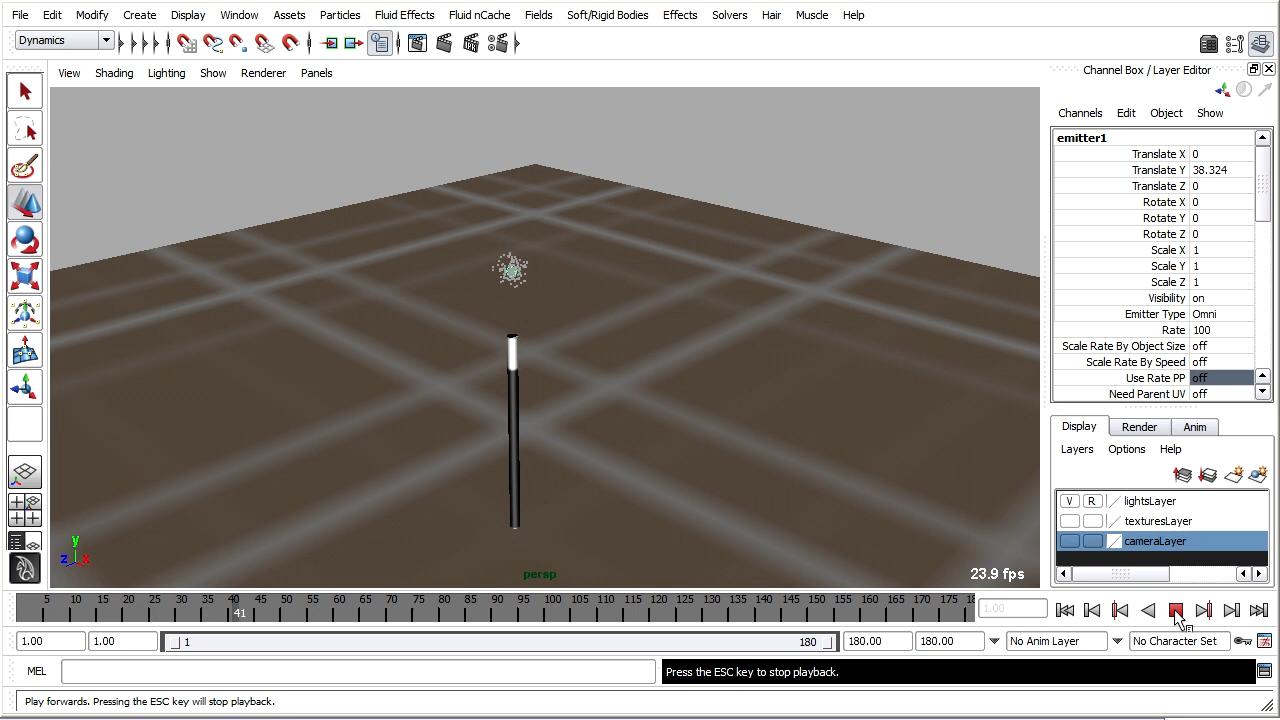 File Edit Modify Create Display Window Assets Particles Fluid Effects Fluid nCache Fields Soft/Rigid Bodies Effects Solvers Hair Muscle Help
Dynamics
View Shading Lighting Show Renderer Panels
Channel Box / Layer Editor
Channels Edit Object Show
emitter1
Translate X 0
Translate Y 38.324
Translate Z 0
Rotate X 0
Rotate Y 0
Rotate Z 0
Scale X 1
Scale Y 1
Scale Z 1
Visibility on
Emitter Type Omni
Rate 100
Scale Rate By Object Size off
Scale Rate By Speed off
Use Rate PP off
Need Parent UV off
Display Render Anim
Layers Options Help
V R lightsLayer
texturesLayer
cameraLayer
y
z x
persp
23.9 fps
5 10 15 20 25 30 35 40 45 50 55 60 65 70 75 80 85 90 95 100 105 110 115 120 125 130 135 140 145 150 155 160 165 170 175 18
41
1.00
1.00 1.00 1 180 180.00 180.00 No Anim Layer No Character Set
MEL Press the ESC key to stop playback.
Play forwards. Pressing the ESC key will stop playback.